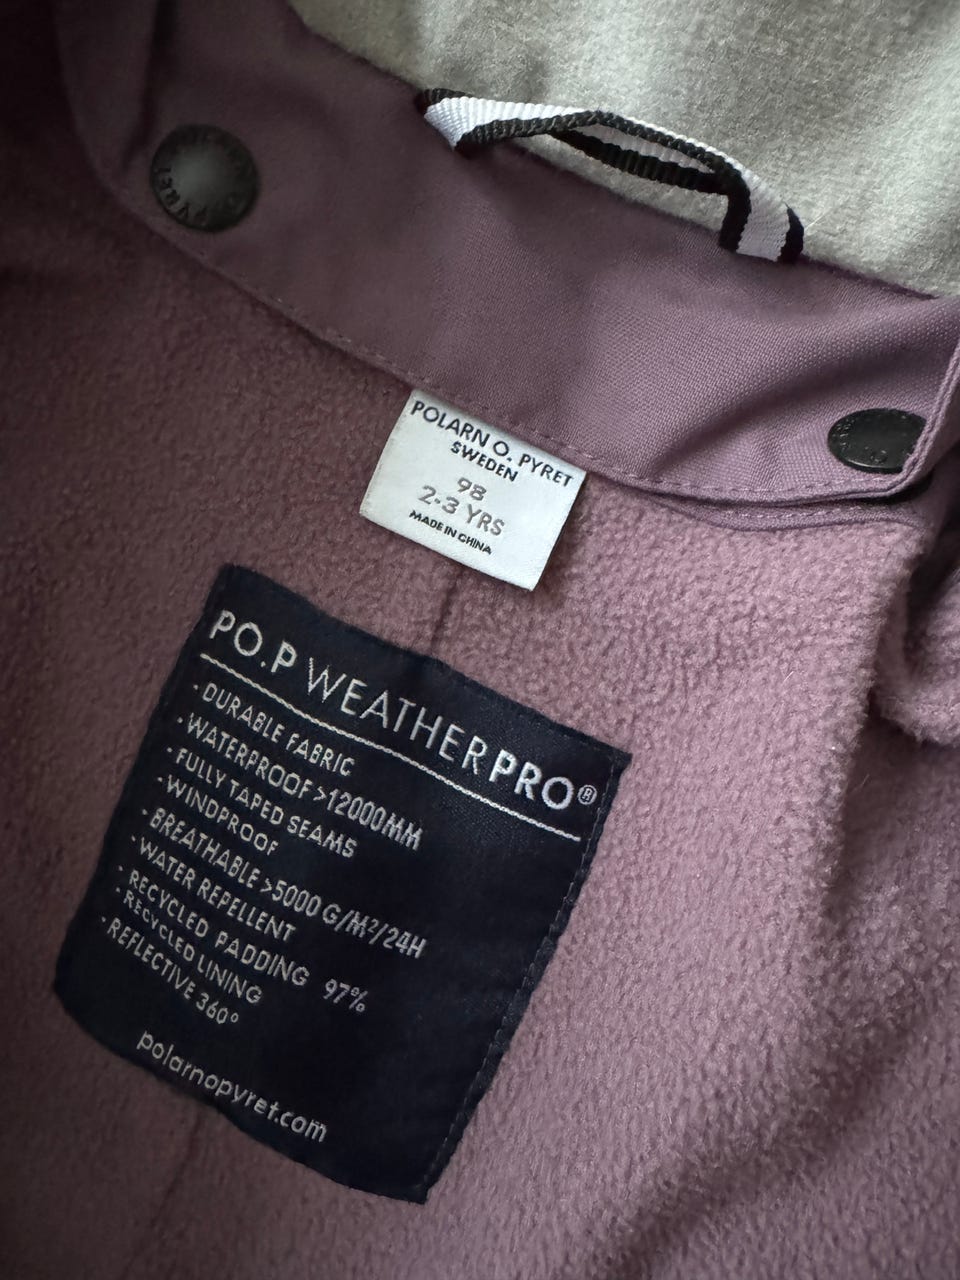 POLARN O. PYRET
SWEDEN
98
2-3 YRS
MADE IN CHINA
PO.P WEATHERPRO®
·DURABLE FABRIC
·WATERPROOF >12000MM
·FULLY TAPED SEAMS
·WINDPROOF
·BREATHABLE >5000 G/M²/24H
·WATER REPELLENT
·RECYCLED PADDING 97%
·RECYCLED LINING
·REFLECTIVE 360°
polarnopyret.com